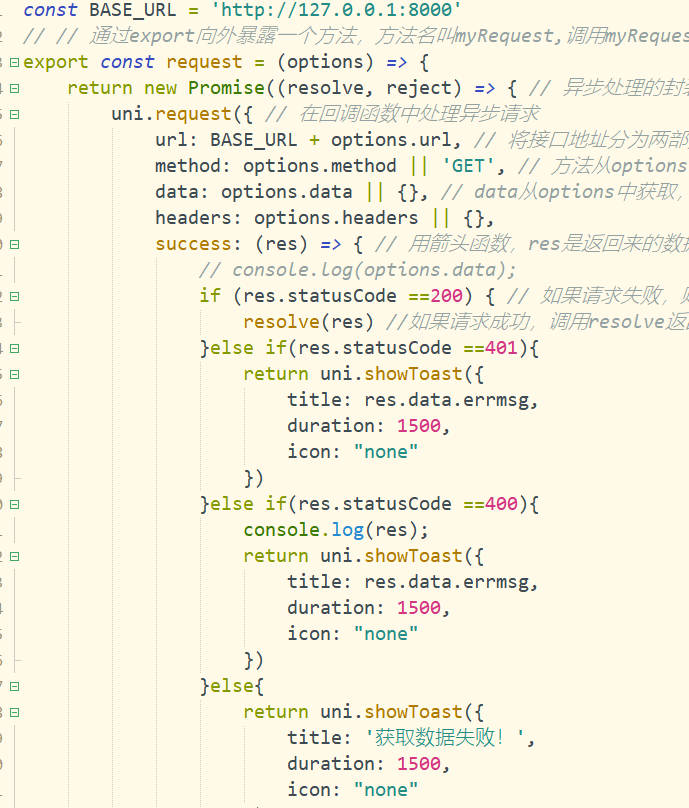 const BASE_URL = 'http://127.0.0.1:8000'
// // 通过export向外暴露一个方法，方法名叫myRequest,调用myReques
export const request = (options) => {
return new Promise((resolve, reject) => { // 异步处理的封装
uni.request({ // 在回调函数中处理异步请求
url: BASE_URL + options.url, // 将接口地址分为两部
method: options.method || 'GET', // 方法从options
data: options.data || {}, // data从options中获取，
headers: options.headers || {},
success: (res) => { // 用箭头函数，res是返回来的数据
// console.log(options.data);
if (res.statusCode ==200) { // 如果请求失败，
resolve(res) //如果请求成功，调用resolve返回
}else if(res.statusCode ==401){
return uni.showToast({
title: res.data.errmsg,
duration: 1500,
icon: "none"
})
}else if(res.statusCode ==400){
console.log(res);
return uni.showToast({
title: res.data.errmsg,
duration: 1500,
icon: "none"
})
}else{
return uni.showToast({
title: '获取数据失败！',
duration: 1500,
icon: "none"